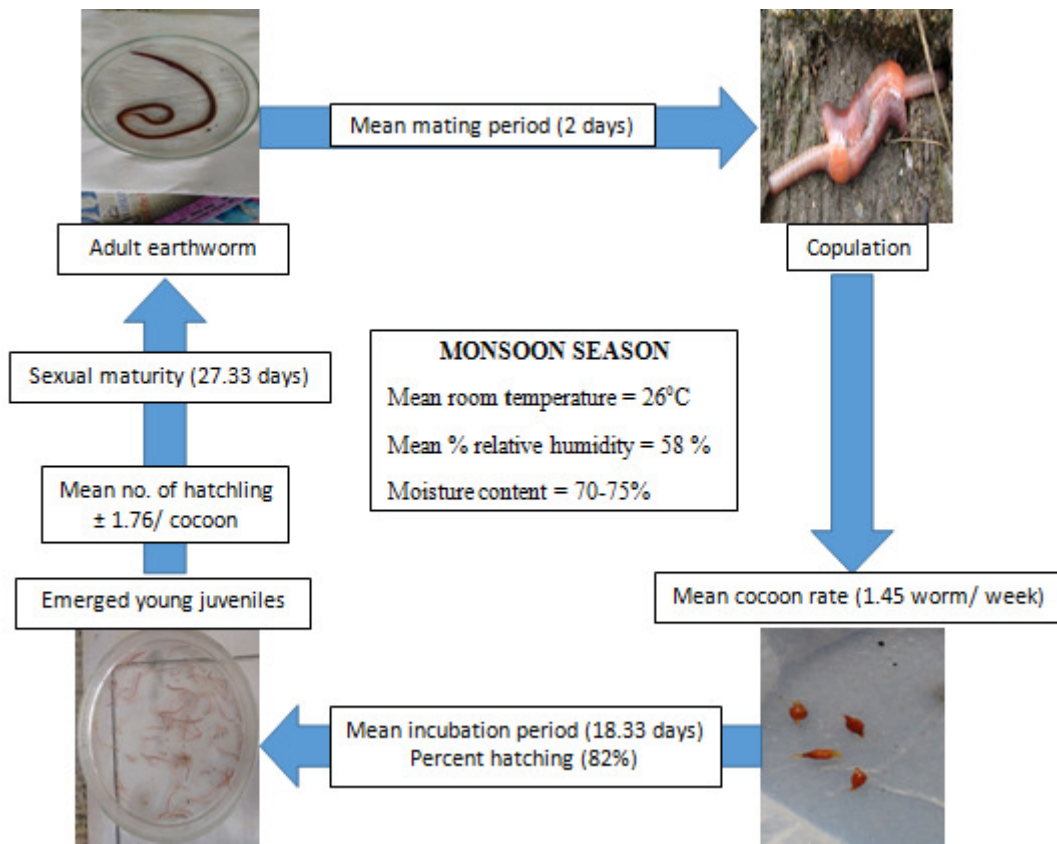 Mean mating period (2 days)
Adult earthworm
Copulation
Sexual maturity (27.33 days)
MONSOON SEASON
Mean room temperature = 26⁰C
Mean % relative humidity = 58 %
Moisture content = 70-75%
Mean no. of hatchling
± 1.76/ cocoon
Emerged young juveniles
Mean cocoon rate (1.45 worm/ week)
Mean incubation period (18.33 days)
Percent hatching (82%)